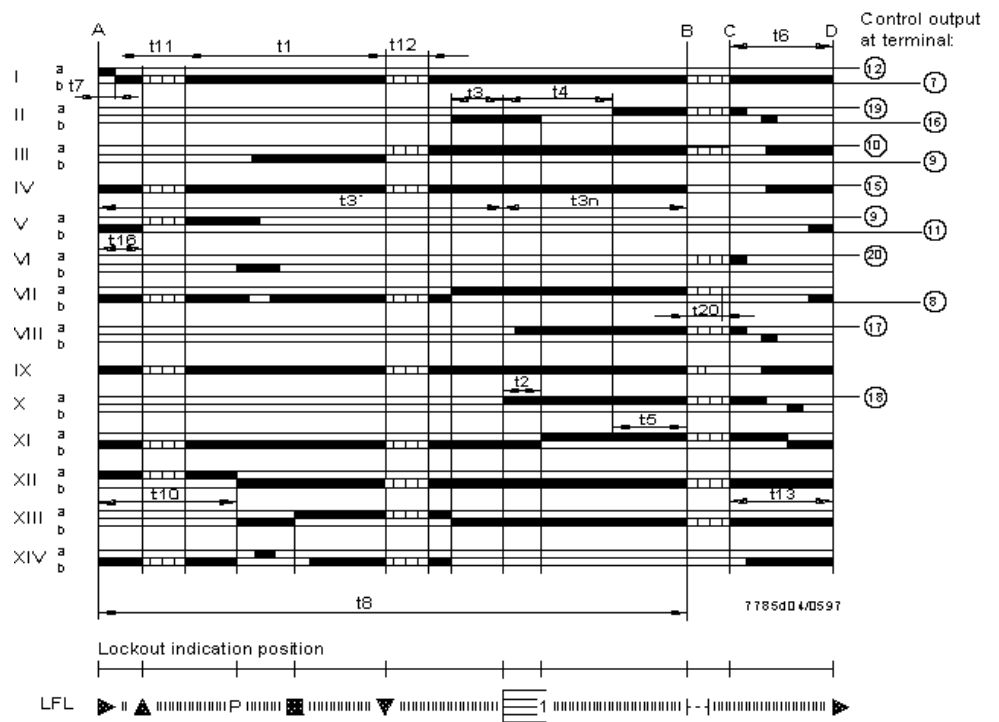 A B C D
Control output
at terminal:
t11 t1 t12 t6
I a b 12 7
t7
t3 t4
II a b 19 16
III 10 9
IV 15
t3' t3n
V a b 9 11
t16
VI a b 20
VII a b 8
t20
VIII a b 17
IX
t2
X a b 18
t5
XI a b
XII a b
t10 t13
XIII a b
XIV a b
t8
7785d04/0597
Lockout indication position
LFL P 1